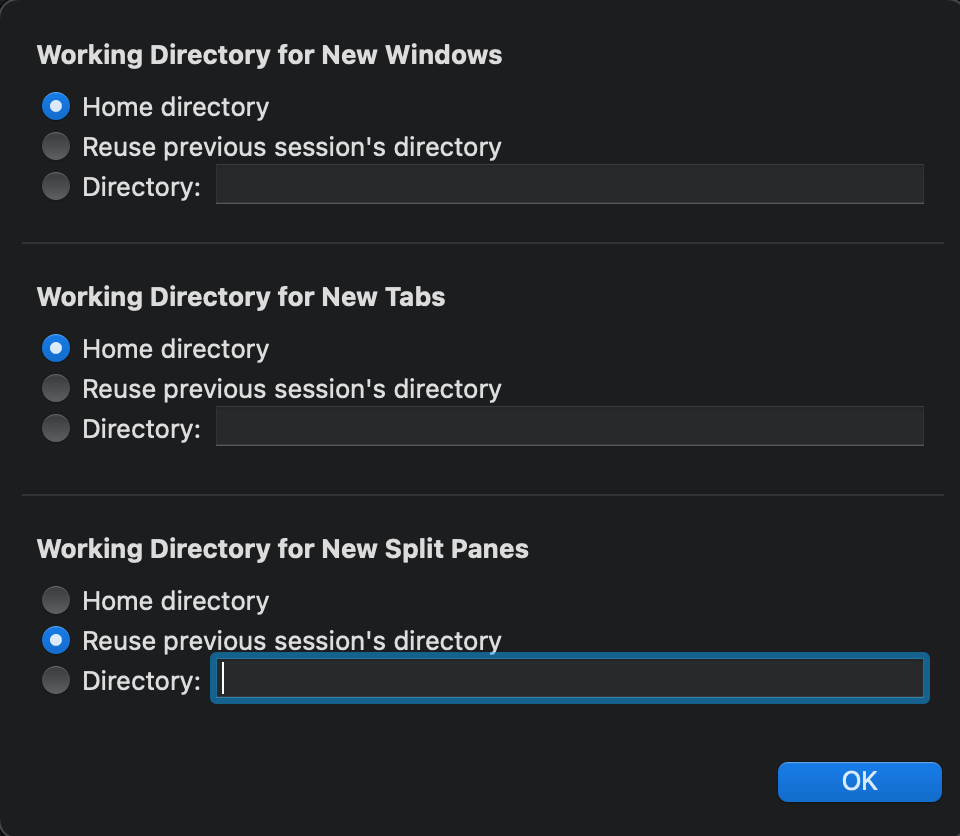 Working Directory for New Windows
Home directory
Reuse previous session's directory
Directory:
Working Directory for New Tabs
Home directory
Reuse previous session's directory
Directory:
Working Directory for New Split Panes
Home directory
Reuse previous session's directory
Directory:
OK